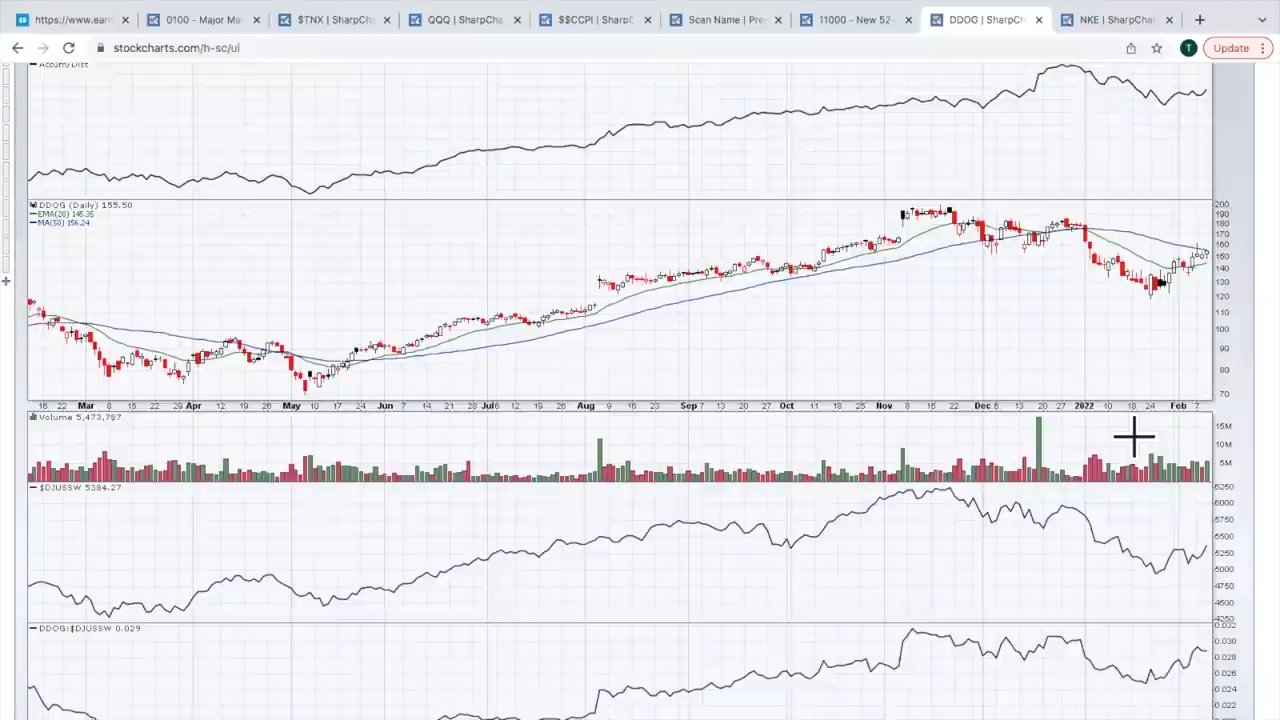 https://www.earn
0100 - Major Ma
$TNX | SharpCha
QQQ | SharpCha
$$CCPI | SharpC
Scan Name | Pre
11000 - New 52-
DDOG | SharpCh
NKE | SharpChar
stockcharts.com/h-sc/ui
T
Update
Accum/Dist
DDOG (Daily) 155.50
EMA(20) 145.35
MA(50) 156.24
200
190
180
170
160
150
140
130
120
110
100
90
80
70
16 22 Mar 8 15 22 29 Apr 12 19 26 May 10 17 24 Jun 7 14 21 28 Jul 6 12 19 26 Aug 9 16 23 Sep 7 13 20 27 Oct 11 18 25 Nov 8 15 22 Dec 6 13 20 27 2022 10 18 24 Feb 7
Volume 5,473,787
15M
10M
5M
$DJUSSW 5384.27
6250
6000
5750
5500
5250
5000
4750
4500
4250
DDOG:$DJUSSW 0.029
0.032
0.030
0.028
0.026
0.024
0.022